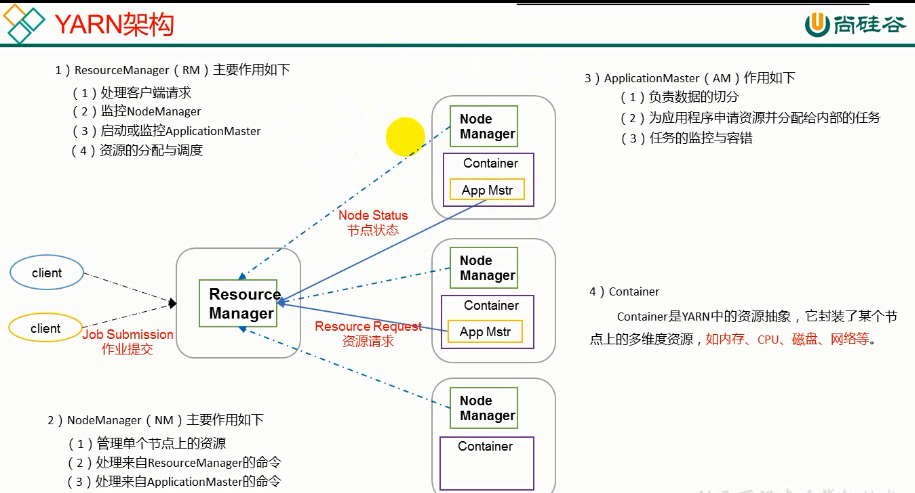 YARN架构
尚硅谷
1）ResourceManager（RM）主要作用如下
（1）处理客户端请求
（2）监控NodeManager
（3）启动或监控ApplicationMaster
（4）资源的分配与调度
3）ApplicationMaster（AM）作用如下
（1）负责数据的切分
（2）为应用程序申请资源并分配给内部的任务
（3）任务的监控与容错
Node
Manager
Container
App Mstr
Node Status
节点状态
client
client
Job Submission
作业提交
Resource
Manager
Resource Request
资源请求
Node
Manager
Container
App Mstr
4）Container
Container是YARN中的资源抽象，它封装了某个节
点上的多维度资源，如内存、CPU、磁盘、网络等。
Node
Manager
Container
2）NodeManager（NM）主要作用如下
（1）管理单个节点上的资源
（2）处理来自ResourceManager的命令
（3）处理来自ApplicationMaster的命令